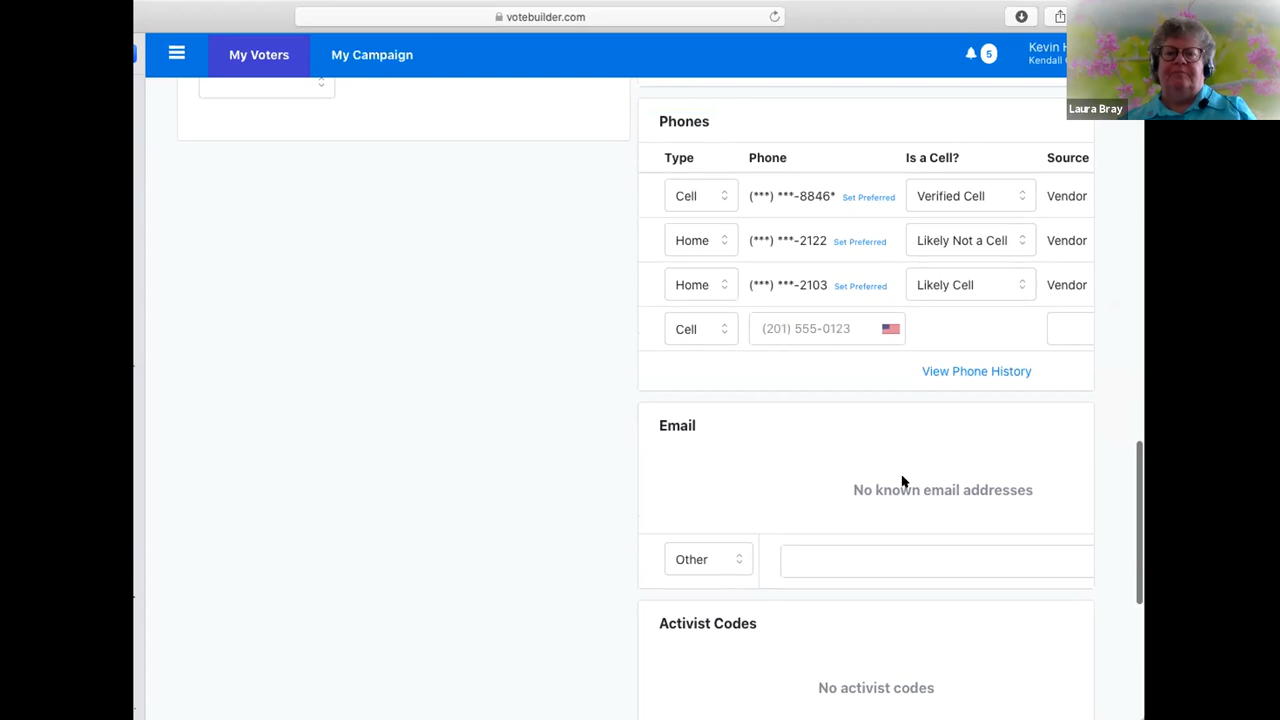 votebuilder.com
My Voters My Campaign 5 Kevin H
Kendall
Laura Bray
Phones
Type Phone Is a Cell? Source
Cell (***) ***-8846* Set Preferred Verified Cell Vendor
Home (***) ***-2122 Set Preferred Likely Not a Cell Vendor
Home (***) ***-2103 Set Preferred Likely Cell Vendor
Cell (201) 555-0123
View Phone History
Email
No known email addresses
Other
Activist Codes
No activist codes